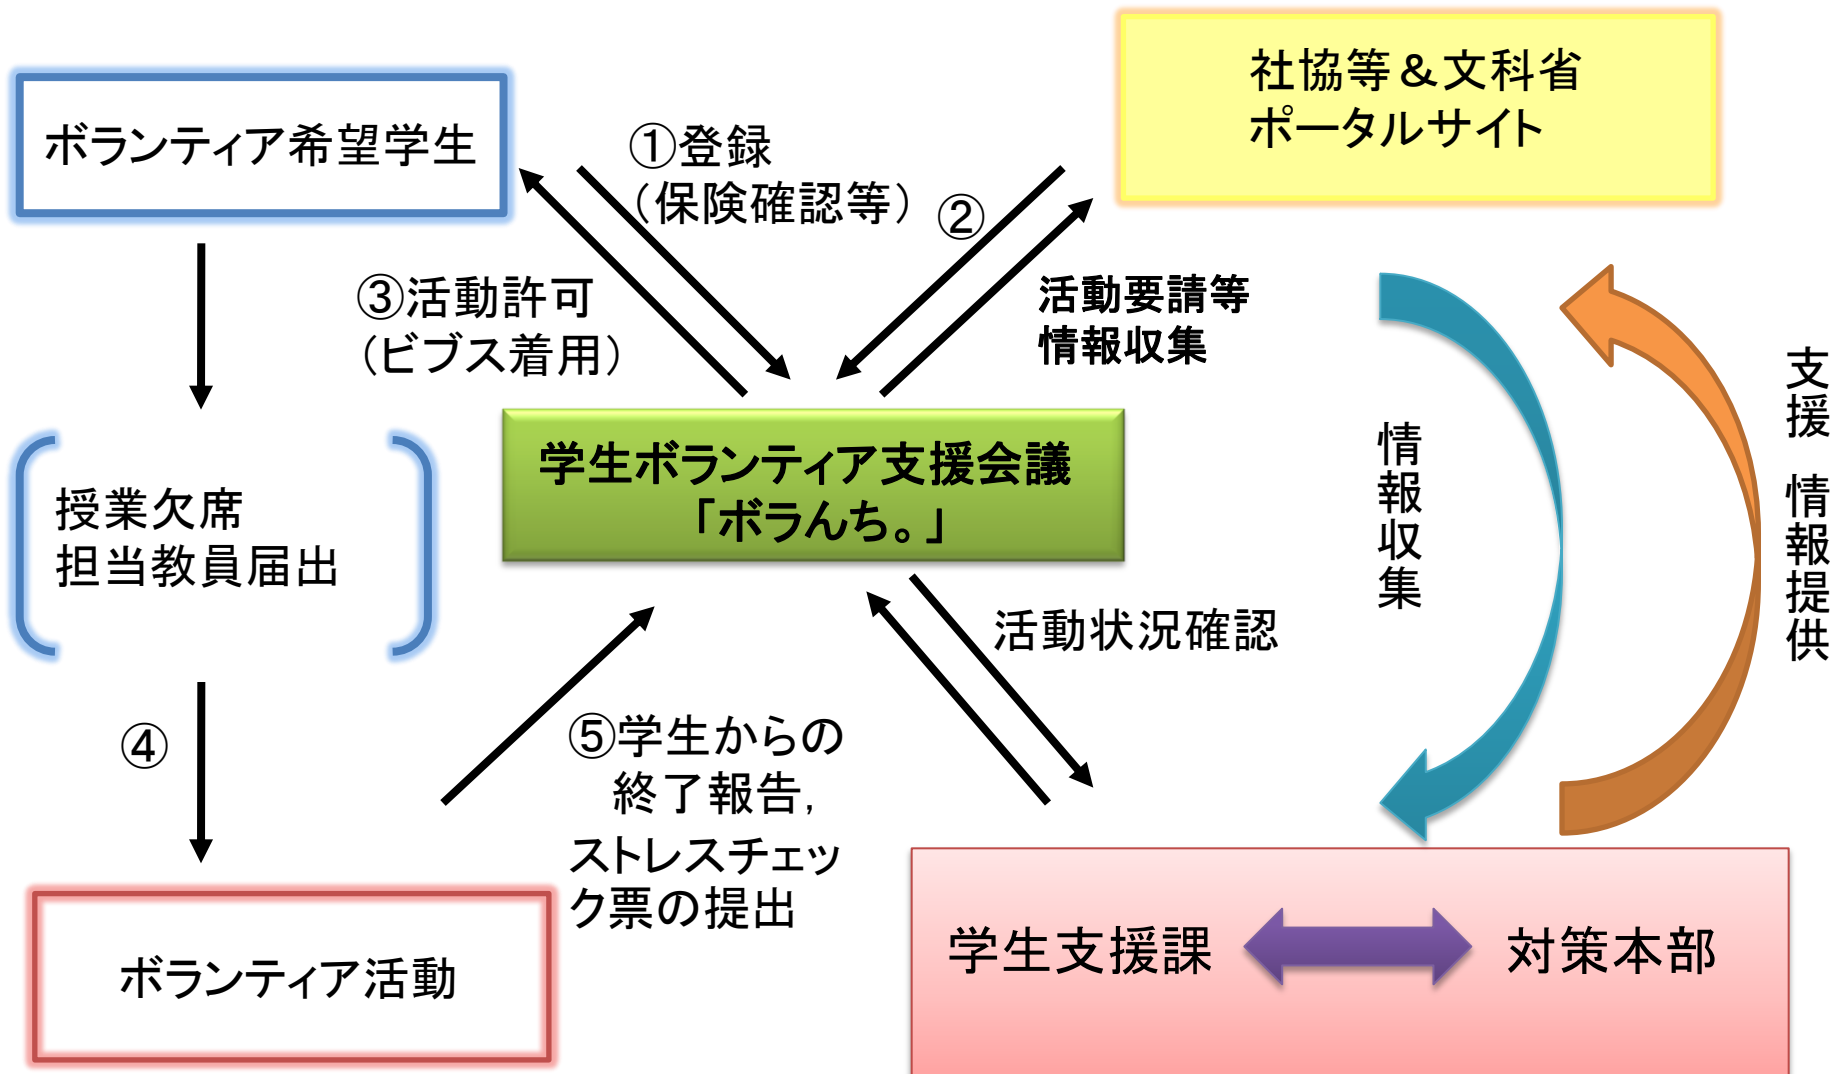 社協等＆文科省
ポータルサイト
ボランティア希望学生
①登録
（保険確認等）
②
③活動許可
（ビブス着用）
活動要請等
情報収集
学生ボランティア支援会議
「ボラんち。」
情報収集
支援 情報提供
授業欠席
担当教員届出
活動状況確認
④
⑤学生からの
終了報告，
ストレスチェッ
ク票の提出
ボランティア活動
学生支援課
対策本部